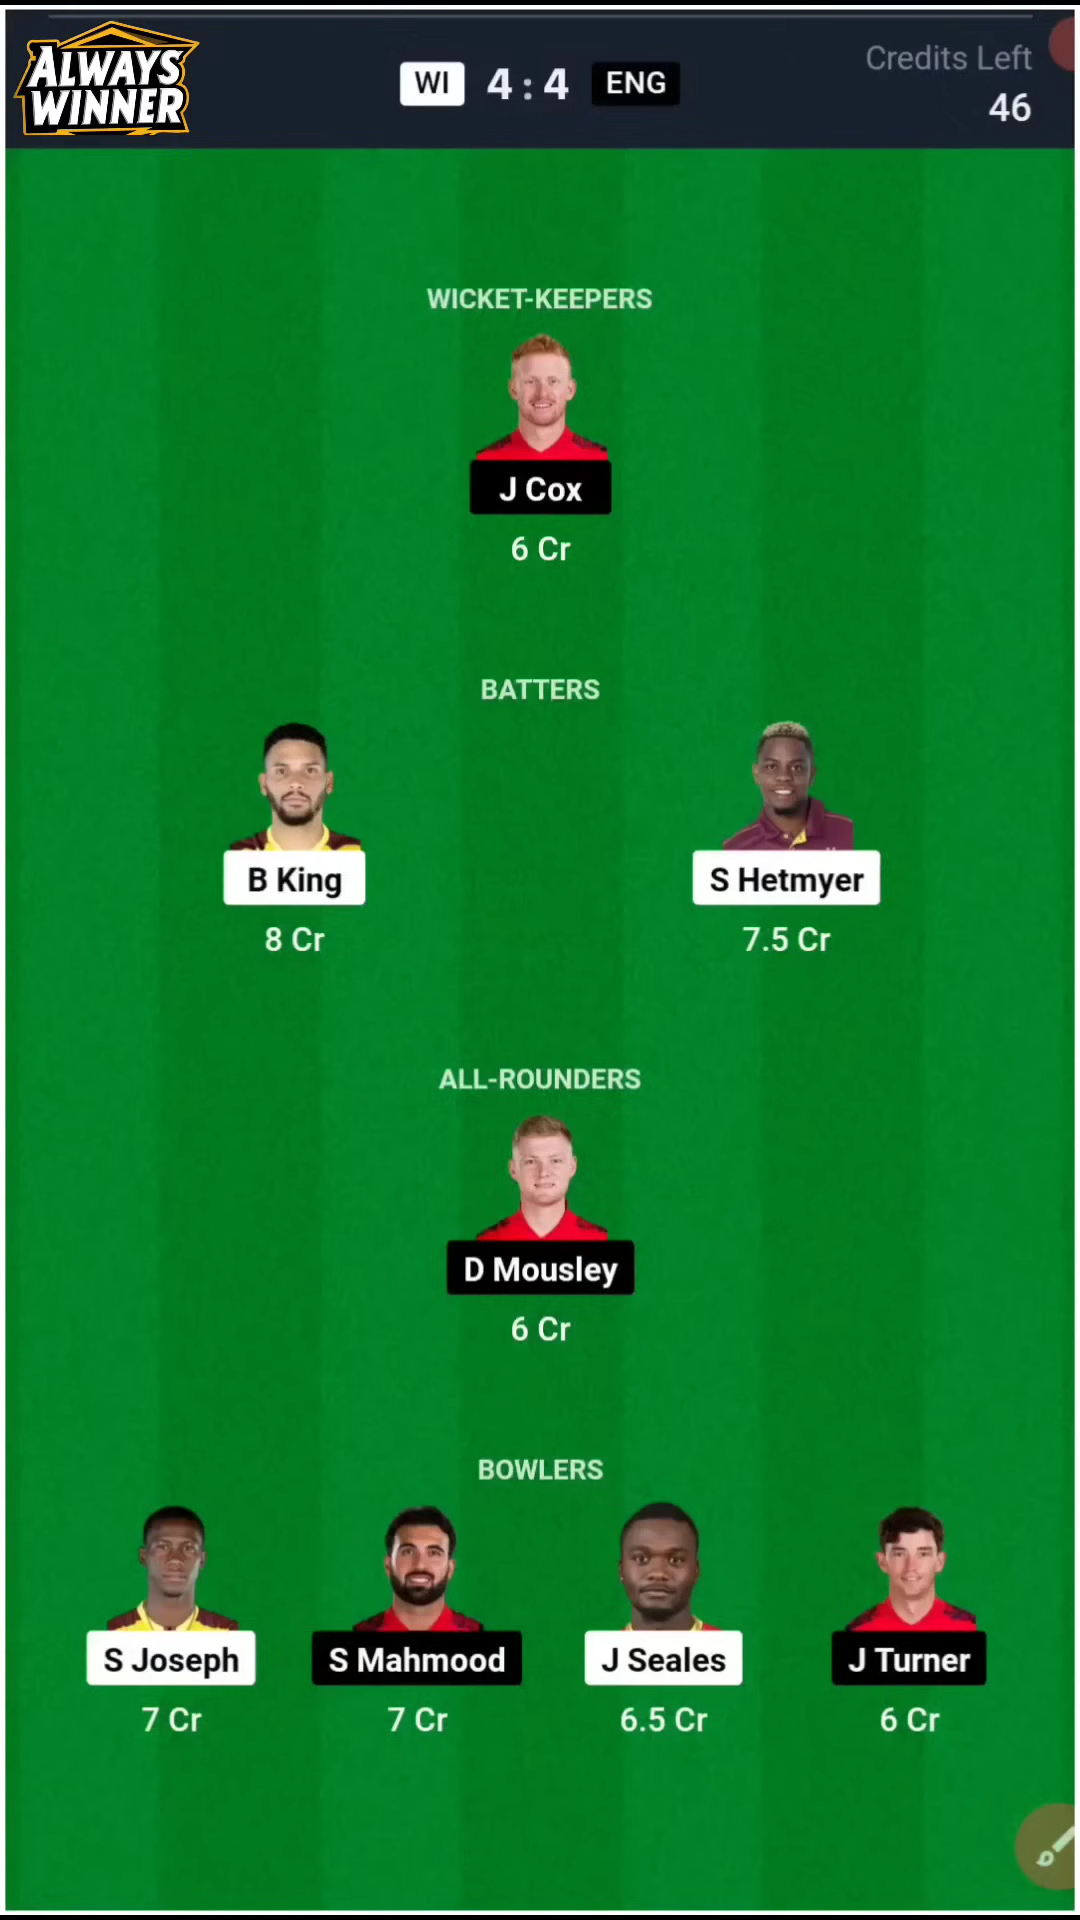 ALWAYS
WINNER
WI 4 : 4 ENG
Credits Left
46
WICKET-KEEPERS
J Cox
6 Cr
BATTERS
B King
S Hetmyer
8 Cr
7.5 Cr
ALL-ROUNDERS
D Mousley
6 Cr
BOWLERS
S Joseph
S Mahmood
J Seales
J Turner
7 Cr
7 Cr
6.5 Cr
6 Cr